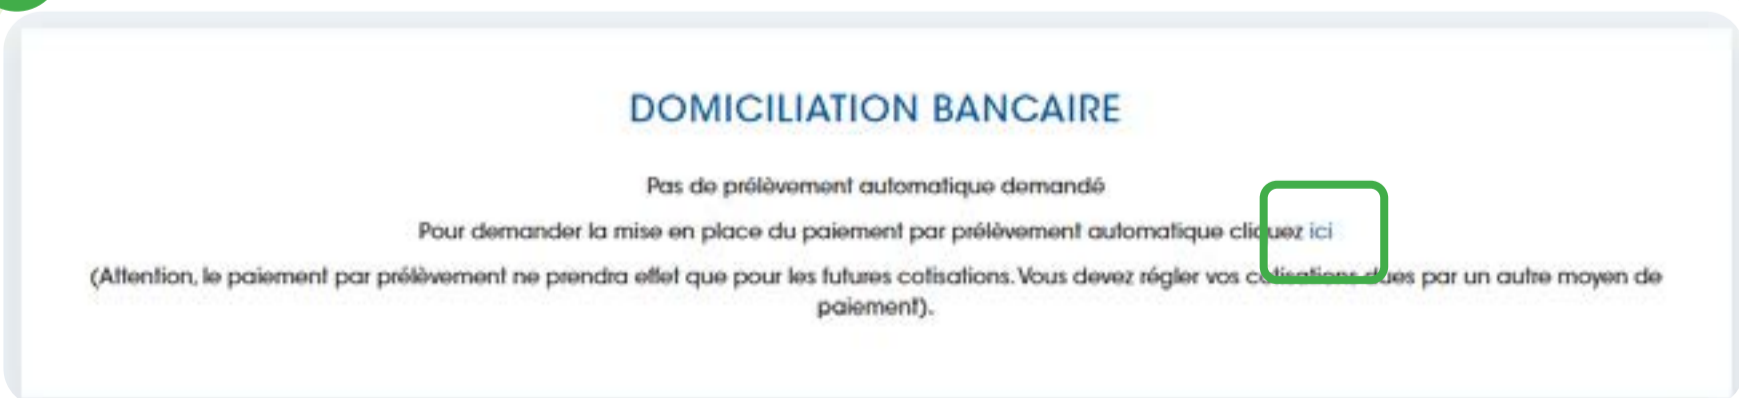 DOMICILIATION BANCAIRE
Pas de prélèvement automatique demandé
Pour demander la mise en place du paiement par prélèvement automatique cliquez ici
(Attention, le paiement par prélèvement ne prendra effet que pour les futures cotisations. Vous devez régler vos cotisations dues par un autre moyen de
paiement).